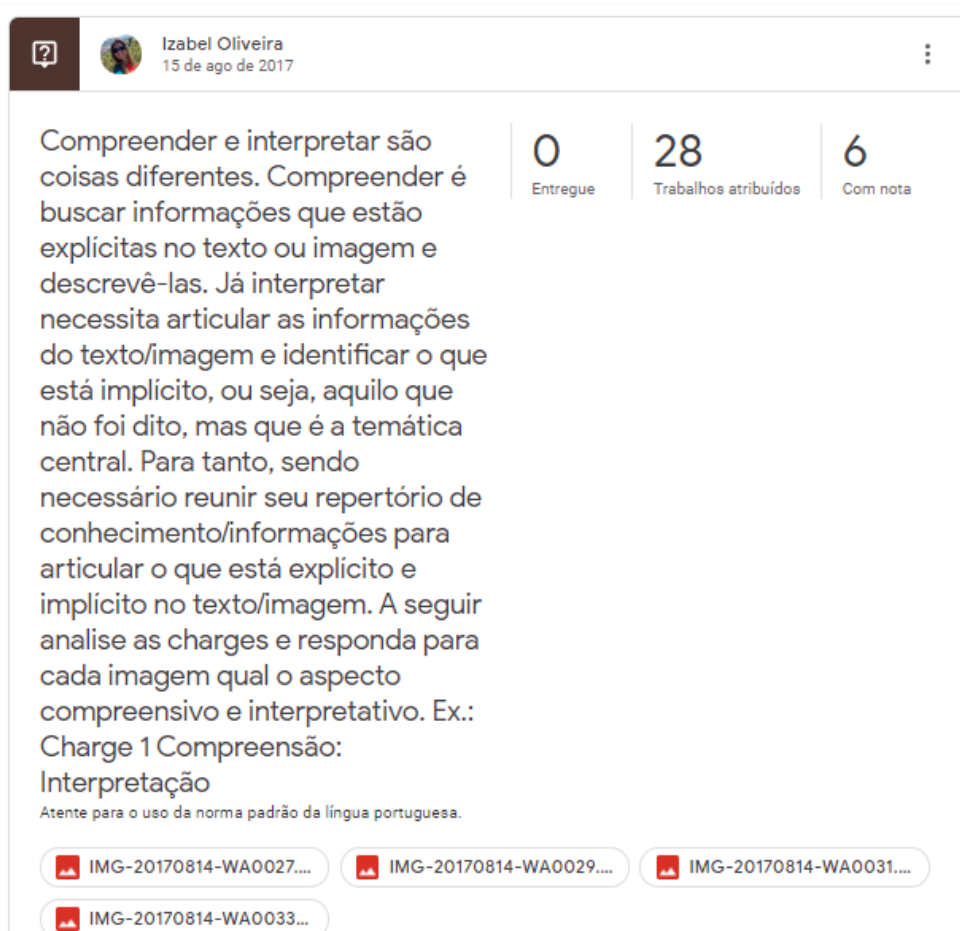 Izabel Oliveira
15 de ago de 2017
Compreender e interpretar são
coisas diferentes. Compreender é
buscar informações que estão
explícitas no texto ou imagem e
descrevê-las. Já interpretar
necessita articular as informações
do texto/imagem e identificar o que
está implícito, ou seja, aquilo que
não foi dito, mas que é a temática
central. Para tanto, sendo
necessário reunir seu repertório de
conhecimento/informações para
articular o que está explícito e
implícito no texto/imagem. A seguir
analise as charges e responda para
cada imagem qual o aspecto
compreensivo e interpretativo. Ex.:
Charge 1 Compreensão:
Interpretação
Atente para o uso da norma padrão da língua portuguesa.
0
Entregue
28
Trabalhos atribuídos
6
Com nota
IMG-20170814-WA0027....
IMG-20170814-WA0029....
IMG-20170814-WA0031....
IMG-20170814-WA0033...